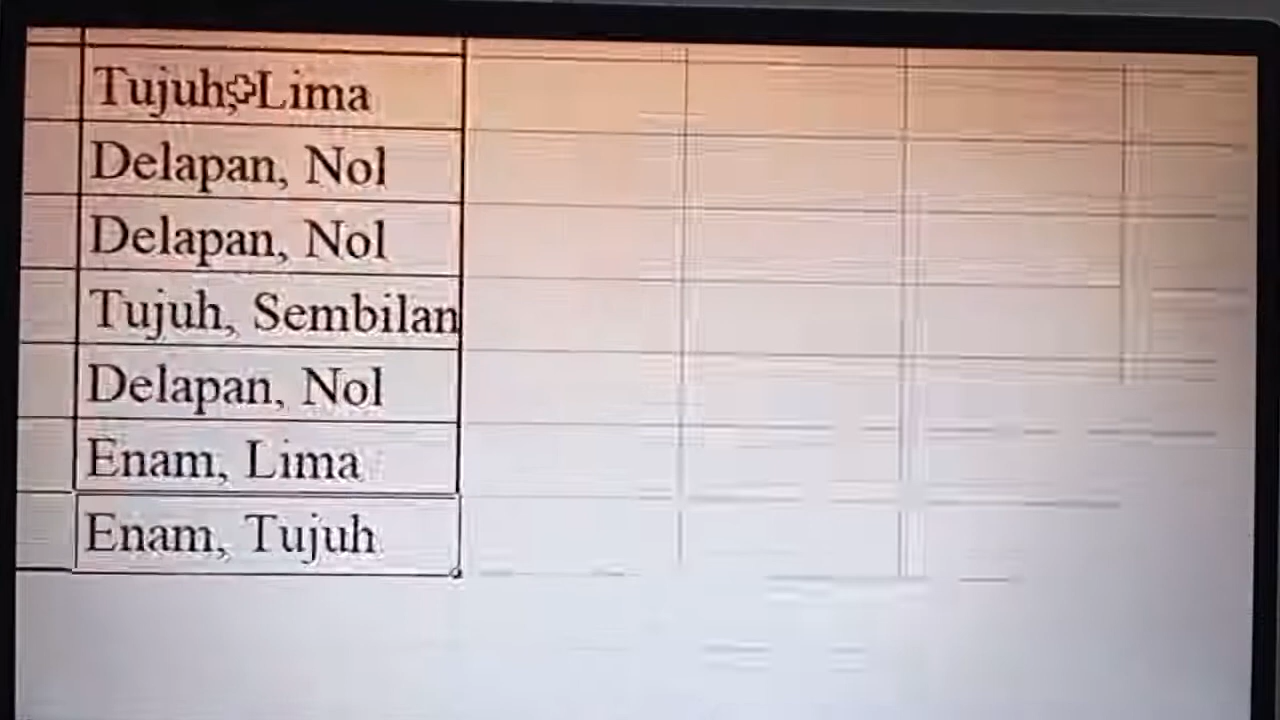 Tujuh, Lima
Delapan, Nol
Delapan, Nol
Tujuh, Sembilan
Delapan, Nol
Enam, Lima
Enam, Tujuh